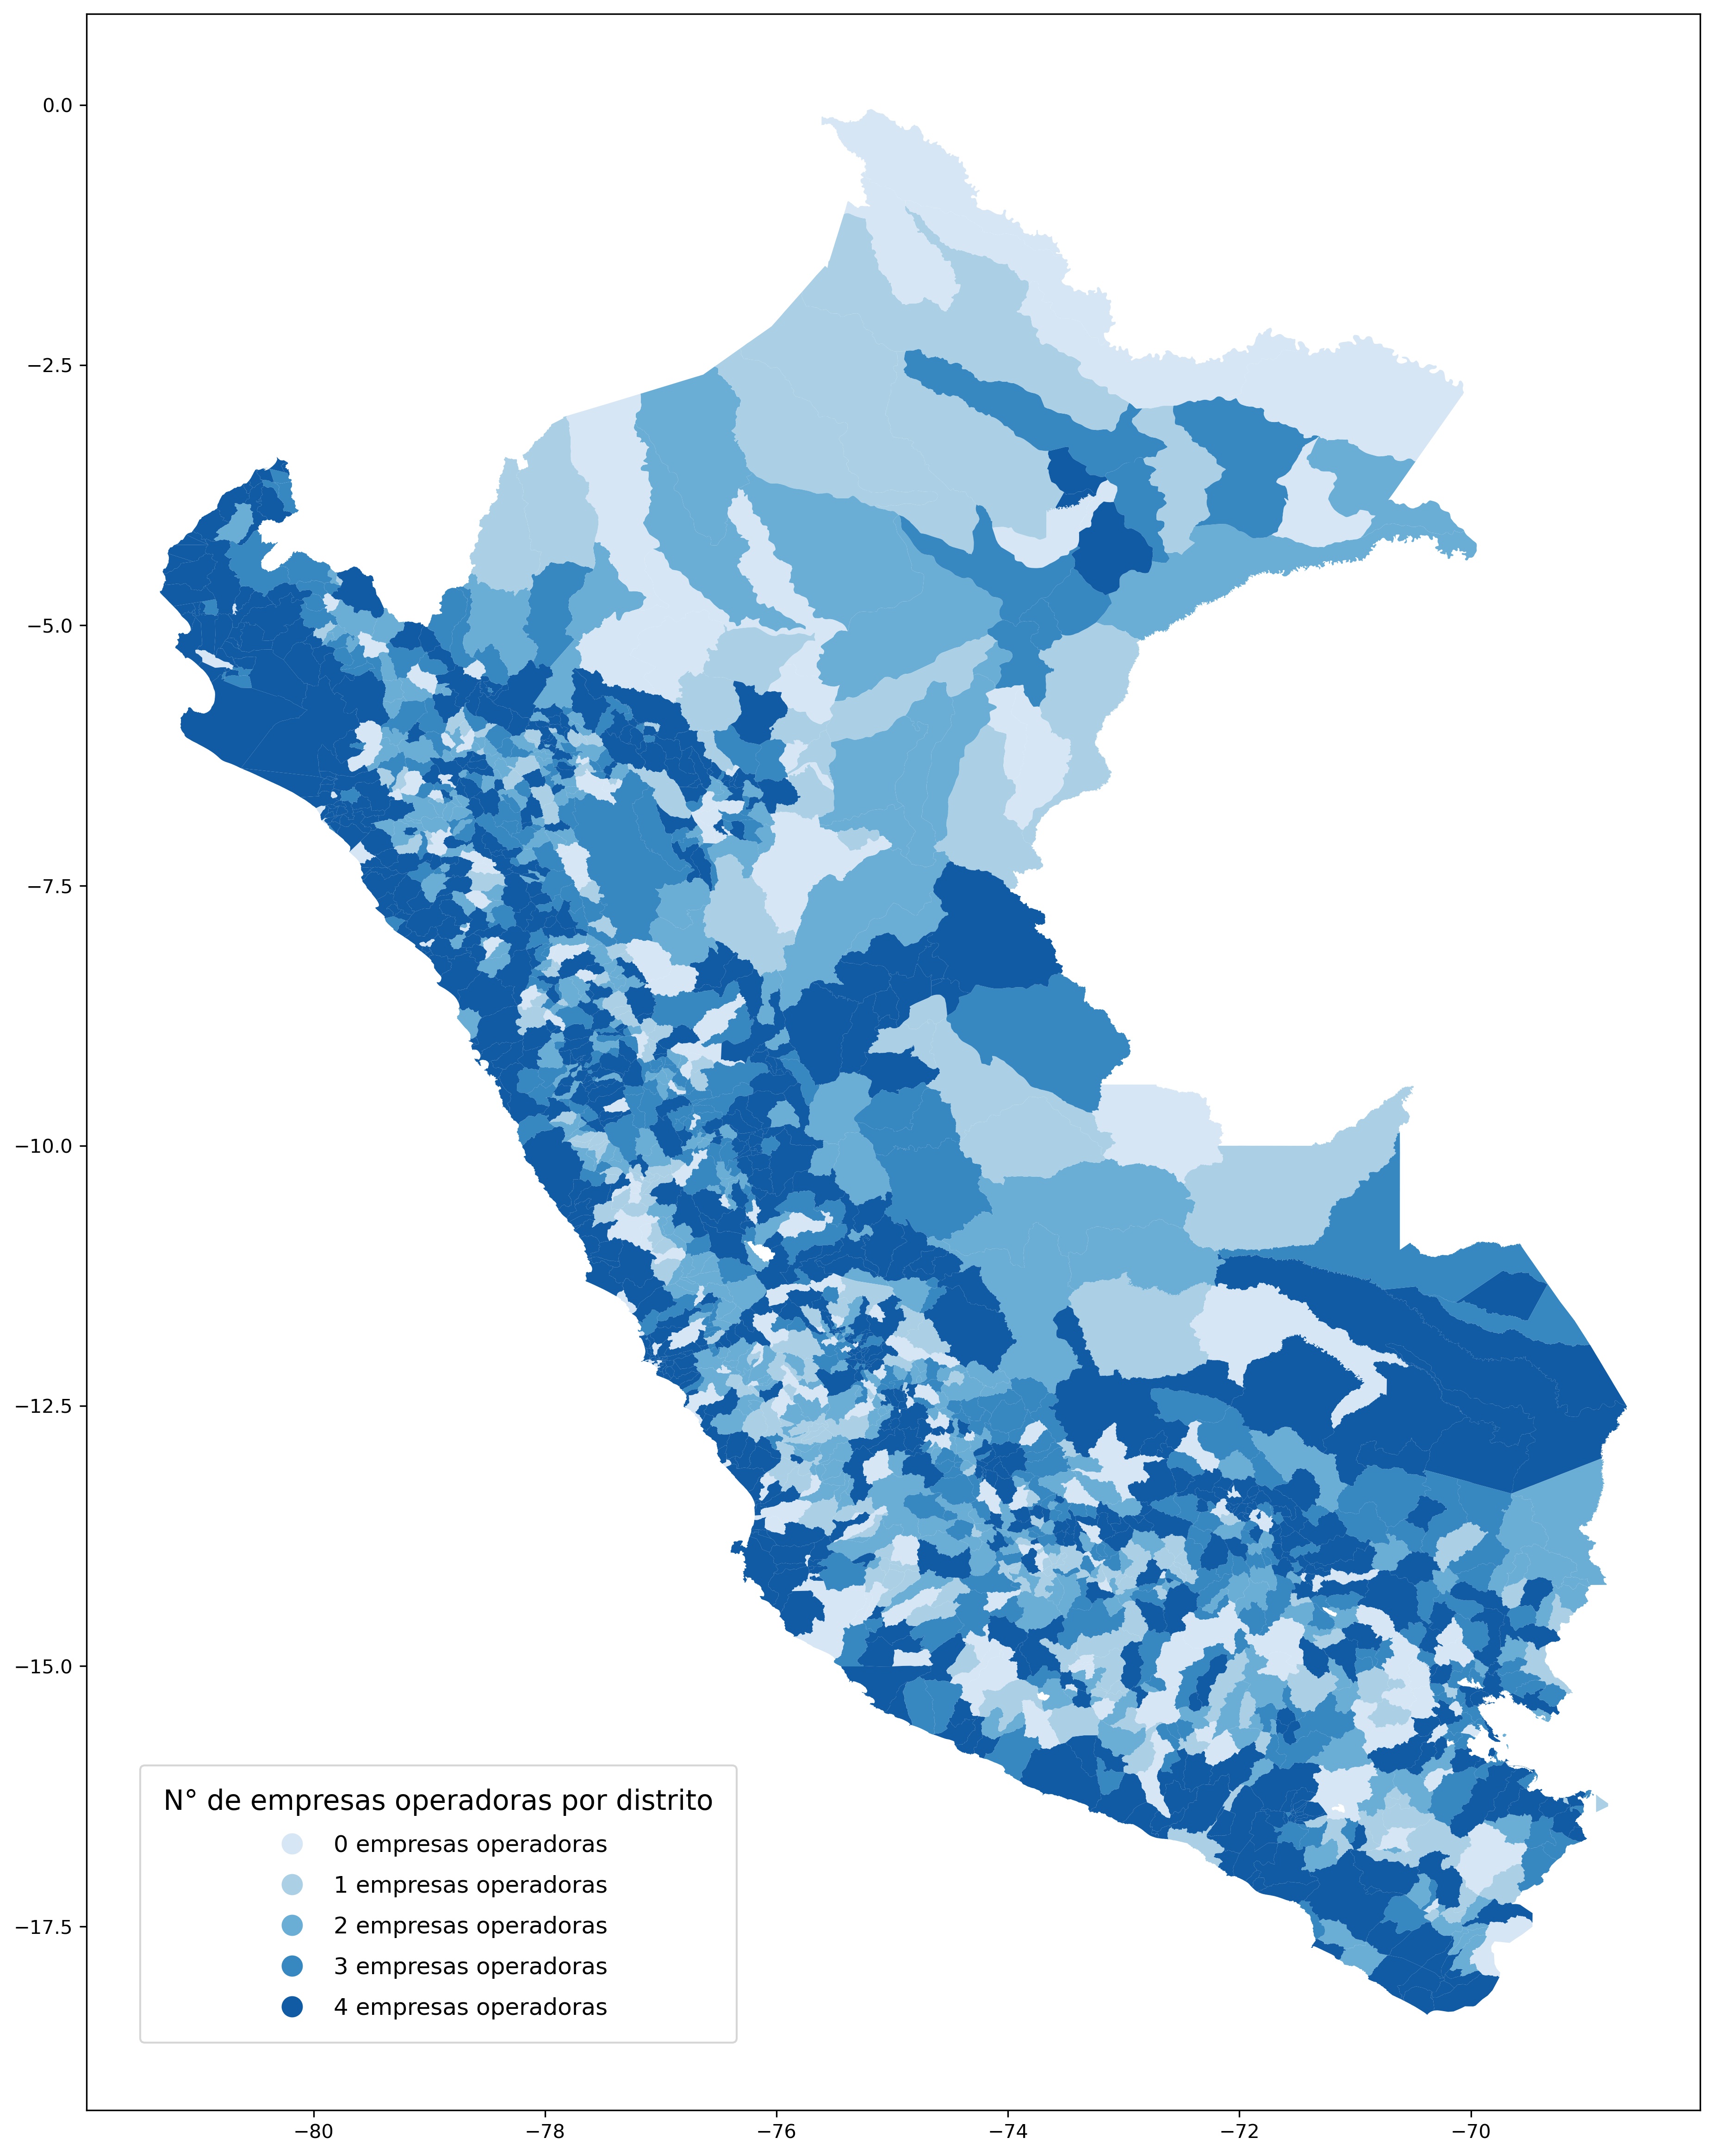 0.0
−2.5
−5.0
−7.5
−10.0
−12.5
−15.0
−17.5
N° de empresas operadoras por distrito
0 empresas operadoras
1 empresas operadoras
2 empresas operadoras
3 empresas operadoras
4 empresas operadoras
−80 −78 −76 −74 −72 −70